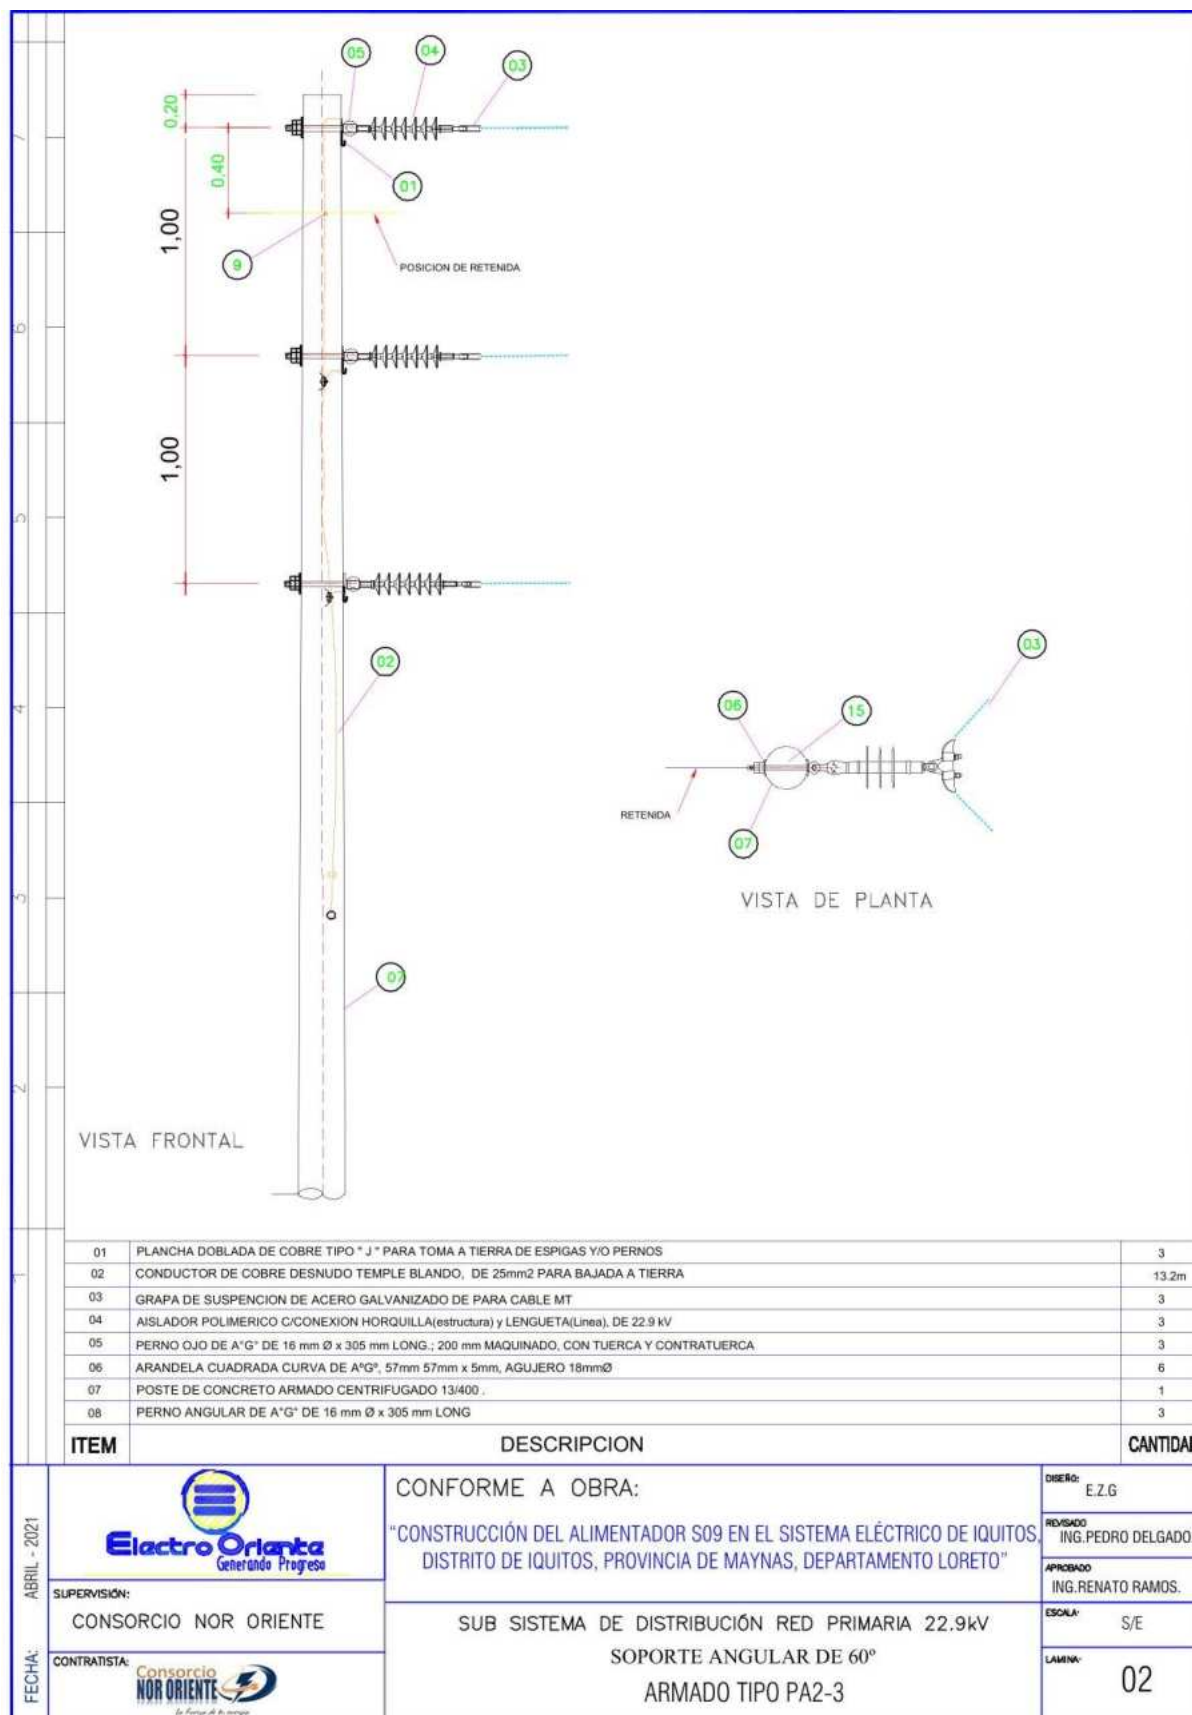 05
04
03
0.20
0.40
01
1,00
9
POSICION DE RETENIDA
1,00
02
03
06
15
RETENIDA
07
VISTA DE PLANTA
07
VISTA FRONTAL
7
6
5
4
3
2
1
01 PLANCHA DOBLADA DE COBRE TIPO " J " PARA TOMA A TIERRA DE ESPIGAS Y/O PERNOS 3
02 CONDUCTOR DE COBRE DESNUDO TEMPLE BLANDO, DE 25mm2 PARA BAJADA A TIERRA 13.2m
03 GRAPA DE SUSPENCION DE ACERO GALVANIZADO DE PARA CABLE MT 3
04 AISLADOR POLIMERICO C/CONEXION HORQUILLA(estructura) y LENGUETA(Linea), DE 22.9 kV 3
05 PERNO OJO DE A°G° DE 16 mm Ø x 305 mm LONG.; 200 mm MAQUINADO, CON TUERCA Y CONTRATUERCA 3
06 ARANDELA CUADRADA CURVA DE AºGº, 57mm 57mm x 5mm, AGUJERO 18mmØ 6
07 POSTE DE CONCRETO ARMADO CENTRIFUGADO 13/400 . 1
08 PERNO ANGULAR DE A°G° DE 16 mm Ø x 305 mm LONG 3
ITEM DESCRIPCION CANTIDAD
FECHA: ABRIL - 2021
Electro Oriente
Generando Progreso
SUPERVISIÓN:
CONSORCIO NOR ORIENTE
CONTRATISTA:
Consorcio
NOR ORIENTE
CONFORME A OBRA:
"CONSTRUCCIÓN DEL ALIMENTADOR S09 EN EL SISTEMA ELÉCTRICO DE IQUITOS,
DISTRITO DE IQUITOS, PROVINCIA DE MAYNAS, DEPARTAMENTO LORETO"
SUB SISTEMA DE DISTRIBUCIÓN RED PRIMARIA 22.9kV
SOPORTE ANGULAR DE 60º
ARMADO TIPO PA2-3
DISEÑO:
E.Z.G
REVISADO
ING.PEDRO DELGADO
APROBADO
ING.RENATO RAMOS.
ESCALA:
S/E
LAMINA:
02